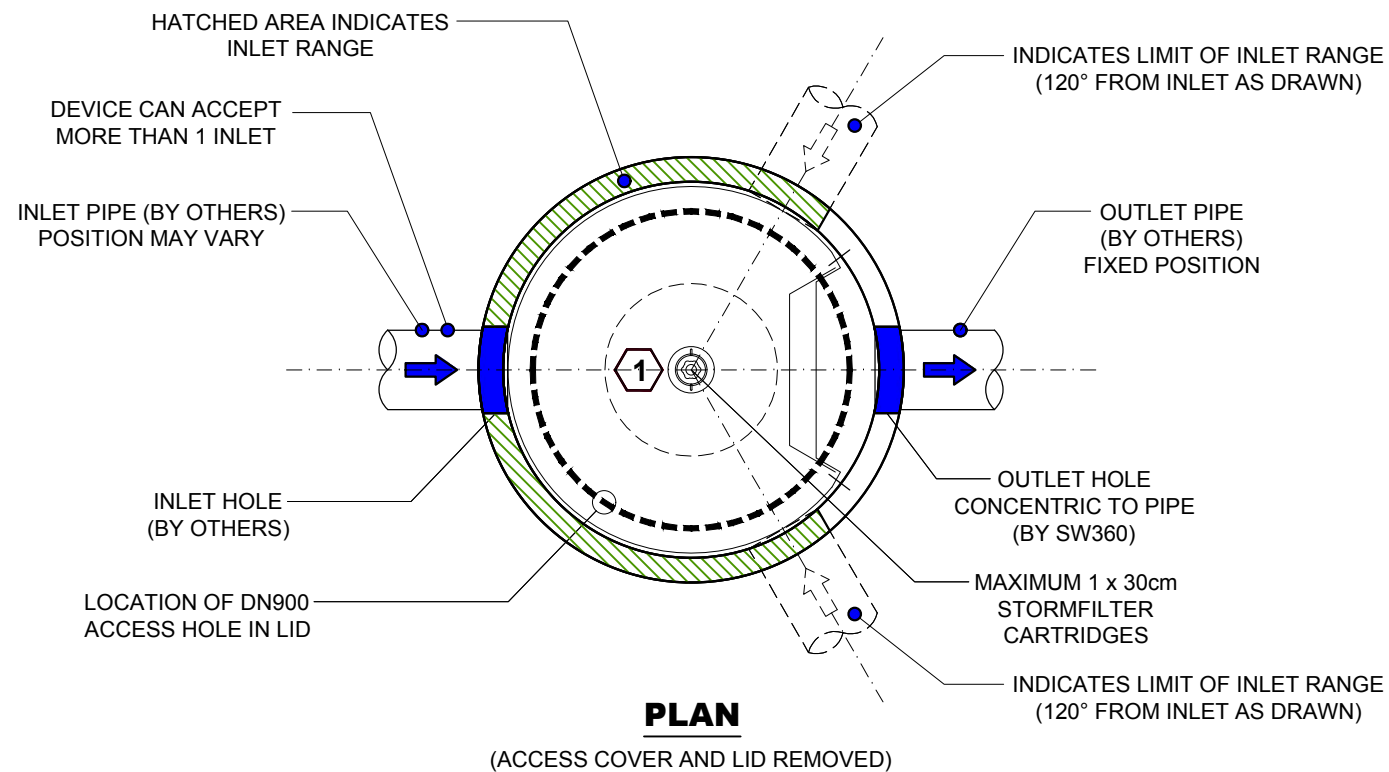 HATCHED AREA INDICATES
INLET RANGE
DEVICE CAN ACCEPT
MORE THAN 1 INLET
INLET PIPE (BY OTHERS)
POSITION MAY VARY
INDICATES LIMIT OF INLET RANGE
(120° FROM INLET AS DRAWN)
OUTLET PIPE
(BY OTHERS)
FIXED POSITION
1
INLET HOLE
(BY OTHERS)
LOCATION OF DN900
ACCESS HOLE IN LID
OUTLET HOLE
CONCENTRIC TO PIPE
(BY SW360)
MAXIMUM 1 x 30cm
STORMFILTER
CARTRIDGES
INDICATES LIMIT OF INLET RANGE
(120° FROM INLET AS DRAWN)
PLAN
(ACCESS COVER AND LID REMOVED)